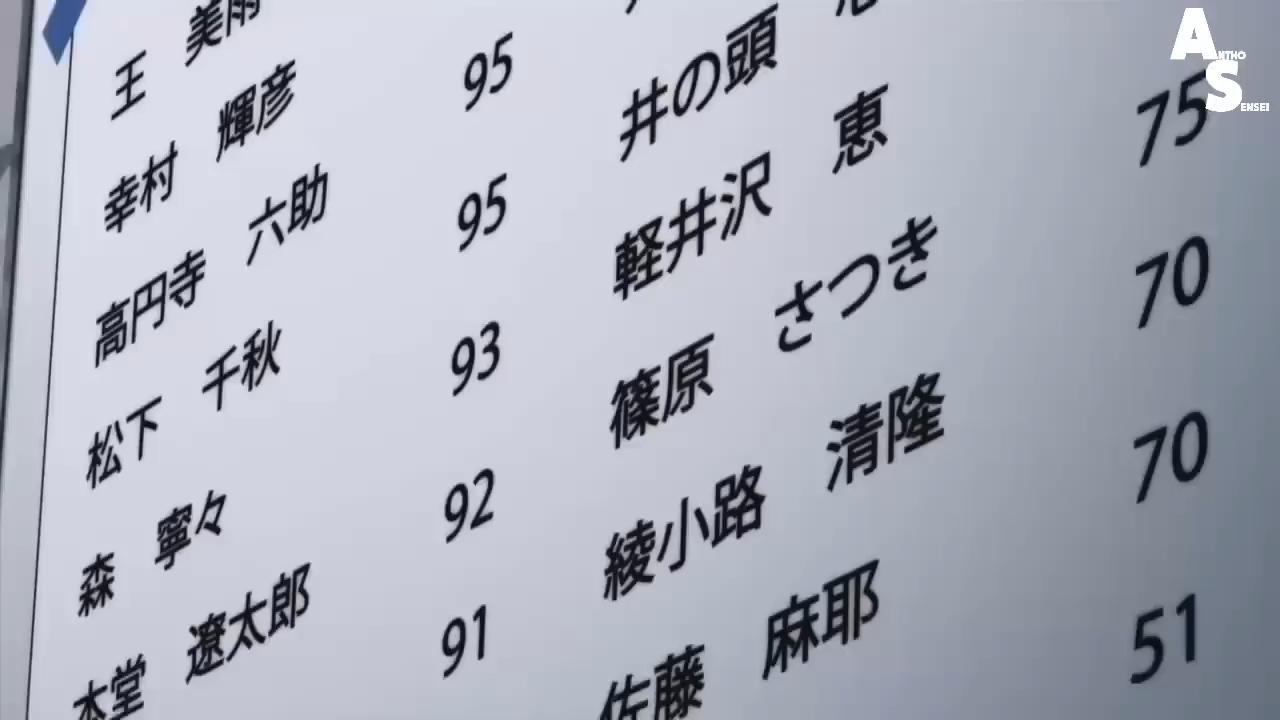 王 美雨
幸村 輝彦
高円寺 六助 95
松下 千秋 95
森 寧々 93
本堂 遼太郎 92
91
井の頭
軽井沢 恵
篠原 さつき 75
綾小路 清隆 70
佐藤 麻耶 70
51
ANTHO
SENSEI